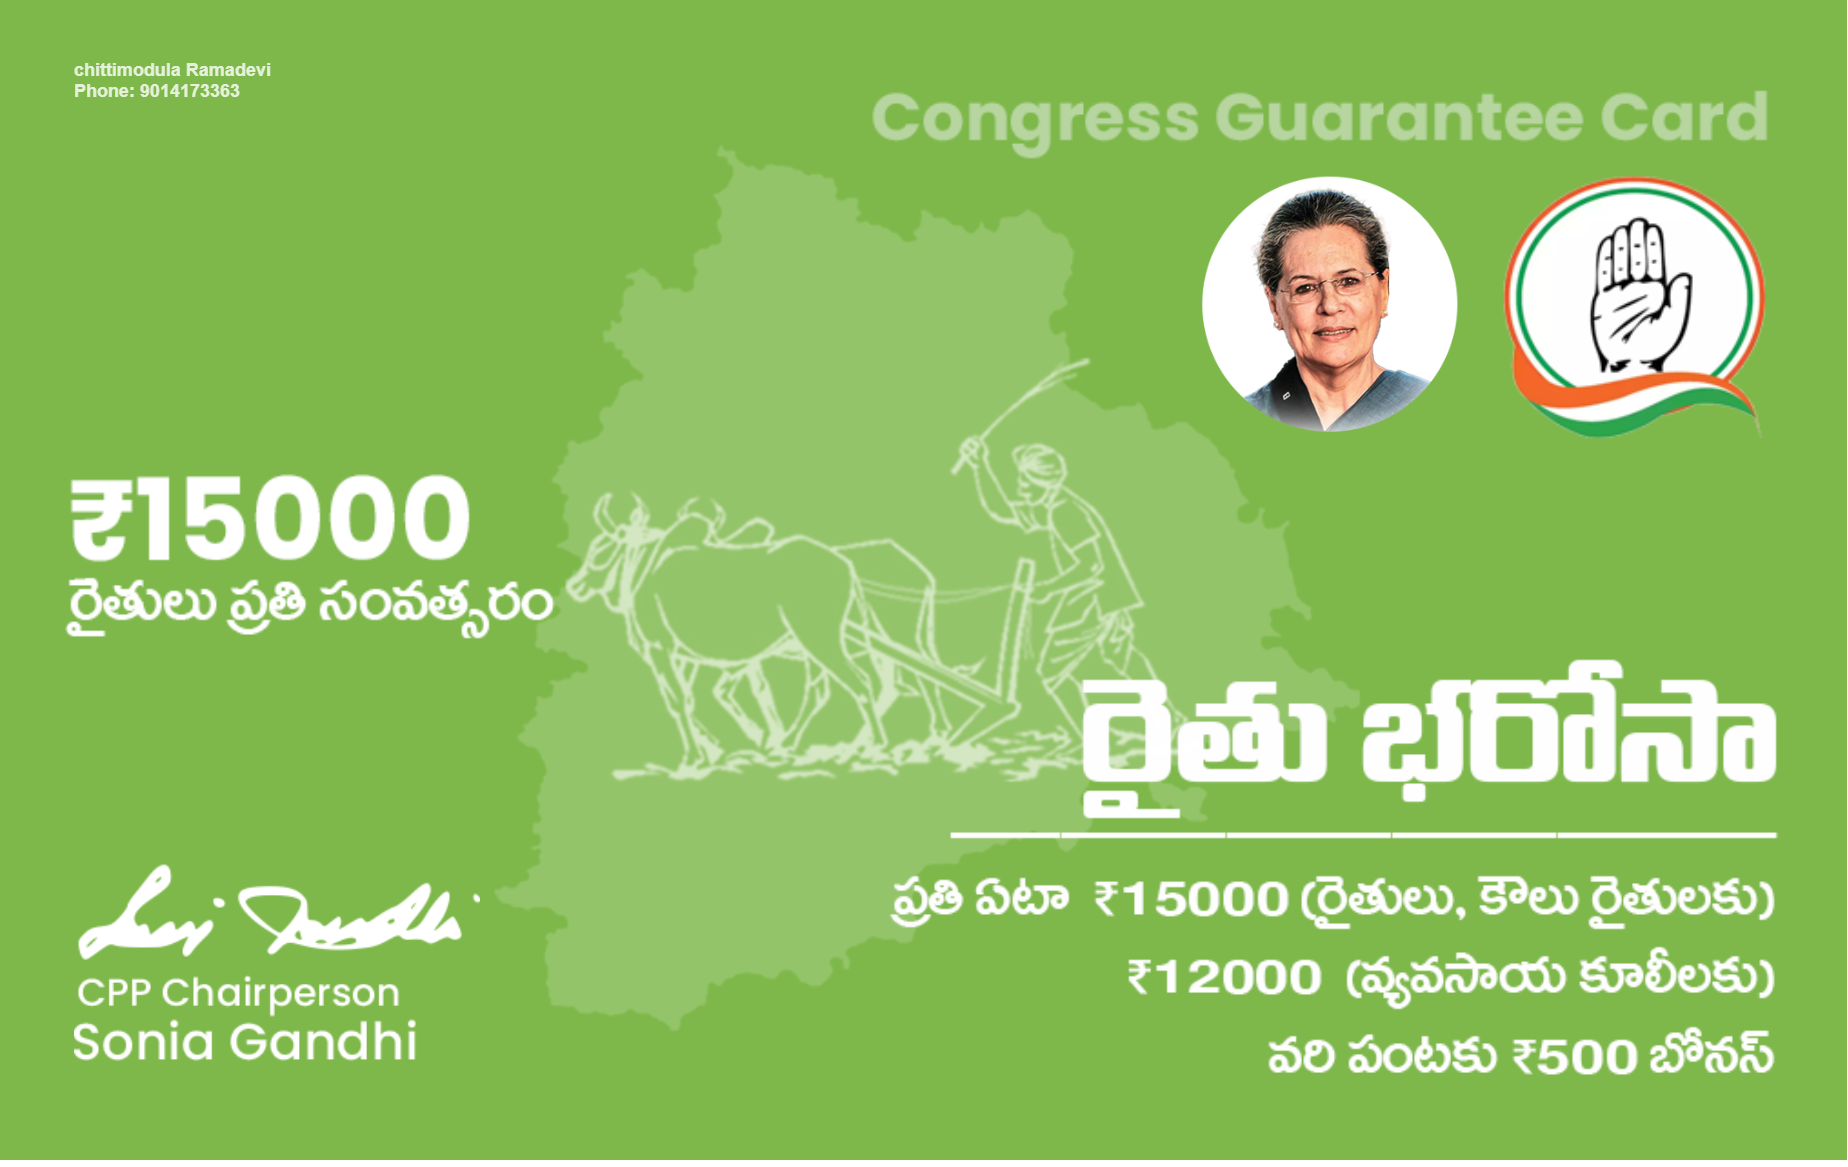 chittimodula Ramadevi
Phone: 9014173363
Congress Guarantee Card
₹15000
రైతులు ప్రతి సంవత్సరం
రైతు భరోసా
ప్రతి ఏటా ₹15000 (రైతులు, కౌలు రైతులకు)
₹12000 (వ్యవసాయ కూలీలకు)
వరి పంటకు ₹500 బోనస్
CPP Chairperson
Sonia Gandhi